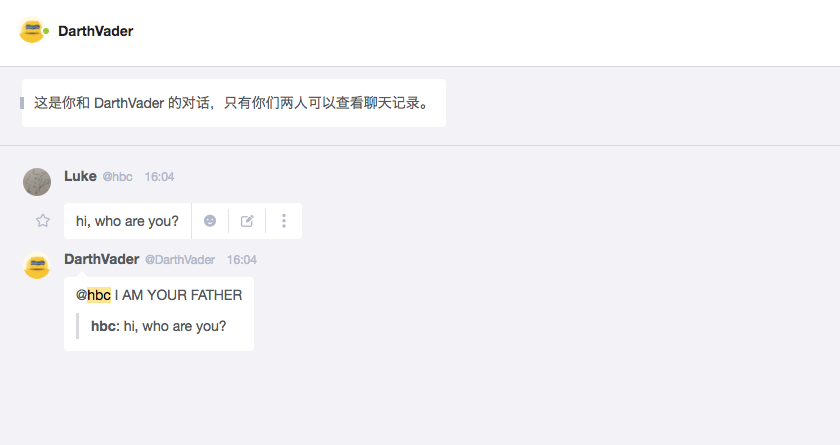 DarthVader
这是你和 DarthVader 的对话，只有你们两人可以查看聊天记录。
Luke @hbc 16:04
hi, who are you?
DarthVader @DarthVader 16:04
@hbc I AM YOUR FATHER
hbc: hi, who are you?